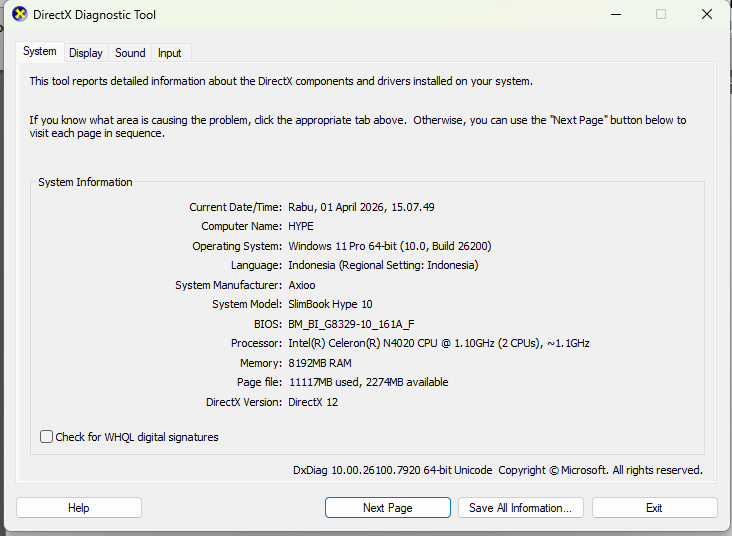 DirectX Diagnostic Tool
System Display Sound Input
This tool reports detailed information about the DirectX components and drivers installed on your system.
If you know what area is causing the problem, click the appropriate tab above.  Otherwise, you can use the "Next Page" button below to
visit each page in sequence.
System Information
Current Date/Time: Rabu, 01 April 2026, 15.07.49
Computer Name: HYPE
Operating System: Windows 11 Pro 64-bit (10.0, Build 26200)
Language: Indonesia (Regional Setting: Indonesia)
System Manufacturer: Axioo
System Model: SlimBook Hype 10
BIOS: BM_BI_G8329-10_161A_F
Processor: Intel(R) Celeron(R) N4020 CPU @ 1.10GHz (2 CPUs), ~1.1GHz
Memory: 8192MB RAM
Page file: 11117MB used, 2274MB available
DirectX Version: DirectX 12
Check for WHQL digital signatures
DxDiag 10.00.26100.7920 64-bit Unicode  Copyright © Microsoft. All rights reserved.
Help Next Page Save All Information... Exit